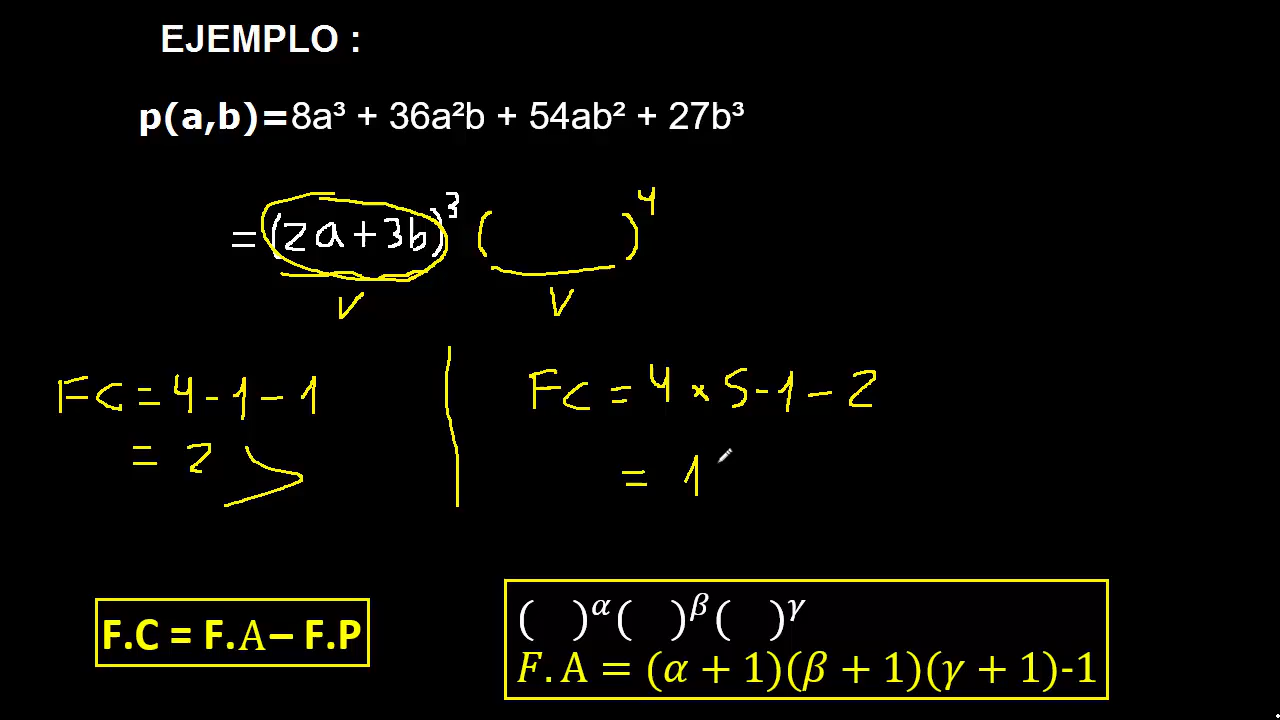 EJEMPLO :
p(a,b)=8a³ + 36a²b + 54ab² + 27b³
= (2a+3b)³ ( )⁴
V V
FC = 4 - 1 - 1
= 2
FC = 4 × 5 - 1 - 2
= 1
F.C = F.A – F.P
( )^α ( )^β ( )^γ
F.A = (α + 1)(β + 1)(γ + 1)-1